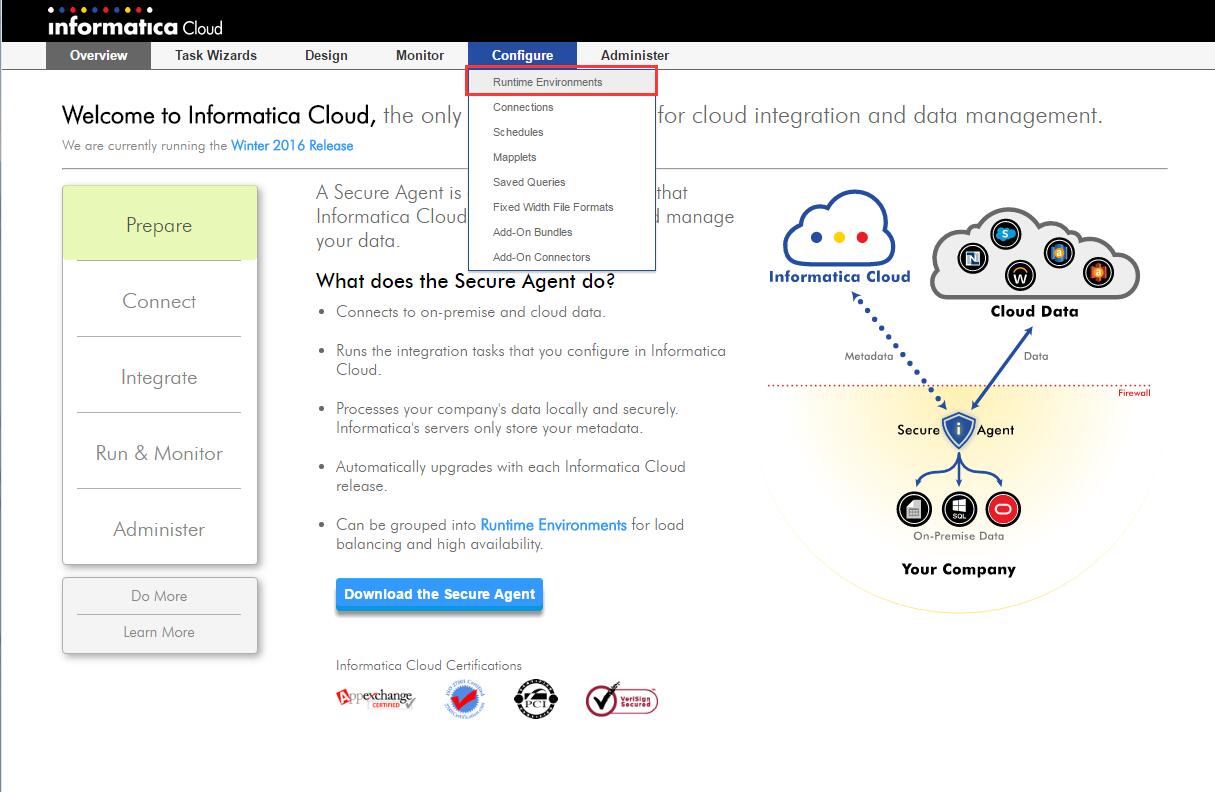 informatica Cloud
Overview Task Wizards Design Monitor Configure Administer
Runtime Environments
Connections
Schedules
Mapplets
Saved Queries
Fixed Width File Formats
Add-On Bundles
Add-On Connectors
Welcome to Informatica Cloud, the only for cloud integration and data management.
We are currently running the Winter 2016 Release
Prepare
Connect
Integrate
Run & Monitor
Administer
Do More
Learn More
A Secure Agent is that
Informatica Cloud manage
your data.
What does the Secure Agent do?
• Connects to on-premise and cloud data.
• Runs the integration tasks that you configure in Informatica
Cloud.
• Processes your company's data locally and securely.
Informatica's servers only store your metadata.
• Automatically upgrades with each Informatica Cloud
release.
• Can be grouped into Runtime Environments for load
balancing and high availability.
Download the Secure Agent
Informatica Cloud Certifications
Appexchange
CERTIFIED
PCI
VeriSign
Secured
Informatica Cloud
S
N
W
a
a
Cloud Data
Metadata
Data
Firewall
Secure i Agent
SQL
On-Premise Data
Your Company